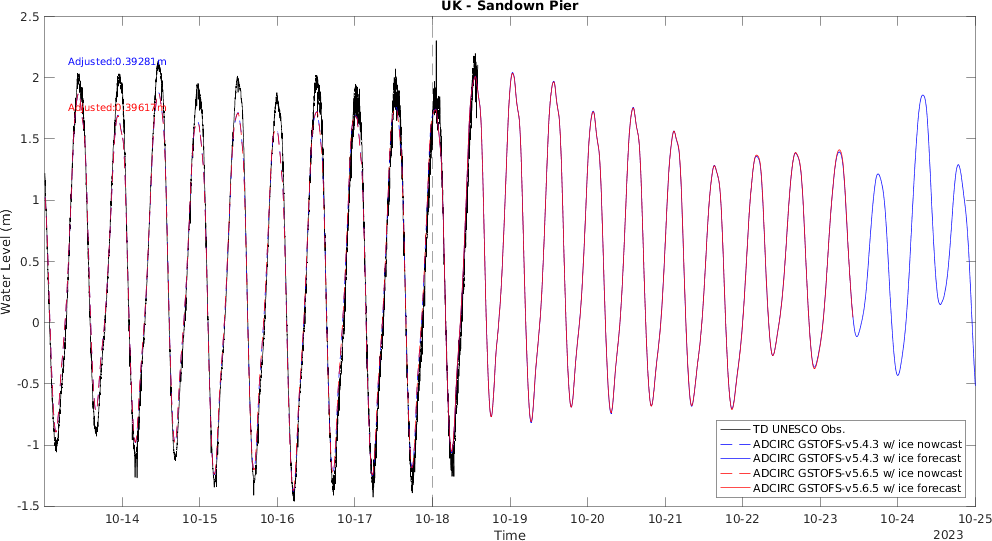 UK - Sandown Pier
2.5
2
1.5
1
0.5
0
-0.5
-1
-1.5
Water Level (m)
Adjusted:0.39281m
Adjusted:0.39617m
TD UNESCO Obs.
ADCIRC GSTOFS-v5.4.3 w/ ice nowcast
ADCIRC GSTOFS-v5.4.3 w/ ice forecast
ADCIRC GSTOFS-v5.6.5 w/ ice nowcast
ADCIRC GSTOFS-v5.6.5 w/ ice forecast
10-14 10-15 10-16 10-17 10-18 10-19 10-20 10-21 10-22 10-23 10-24 10-25
Time
2023